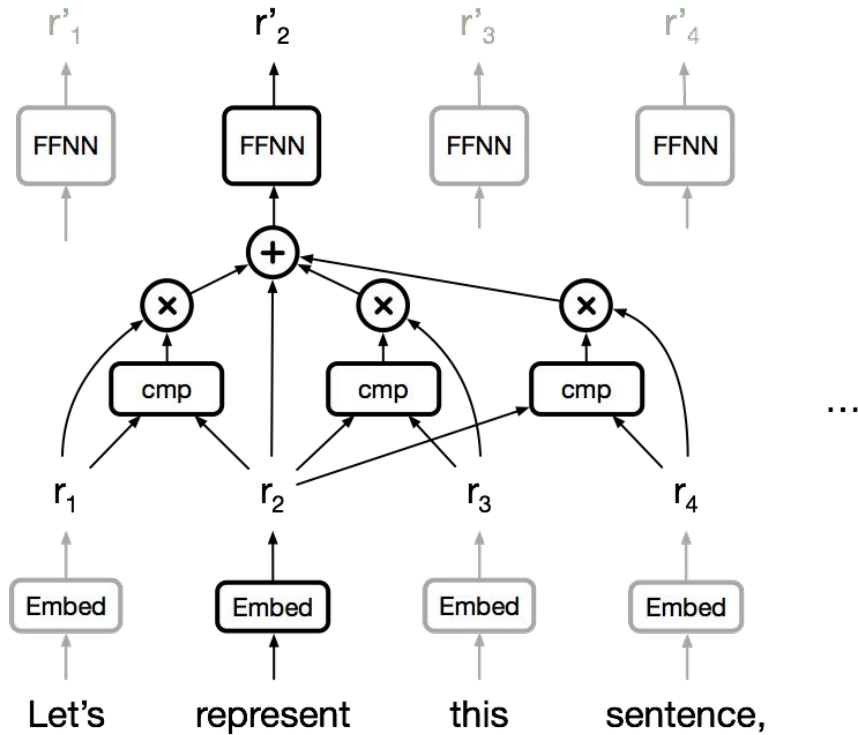 r'1 r'2 r'3 r'4
FFNN FFNN FFNN FFNN
+
× × ×
cmp cmp cmp
...
r1 r2 r3 r4
Embed Embed Embed Embed
Let's represent this sentence,